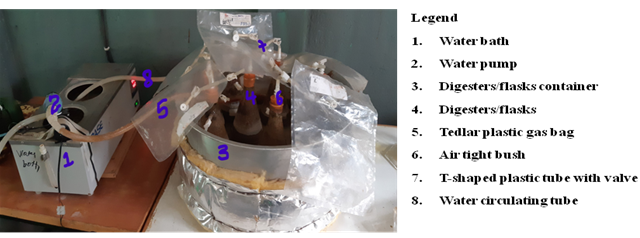 7
8
2
5
4
6
1
3
Legend
1. Water bath
2. Water pump
3. Digesters/flasks container
4. Digesters/flasks
5. Tedlar plastic gas bag
6. Air tight bush
7. T-shaped plastic tube with valve
8. Water circulating tube